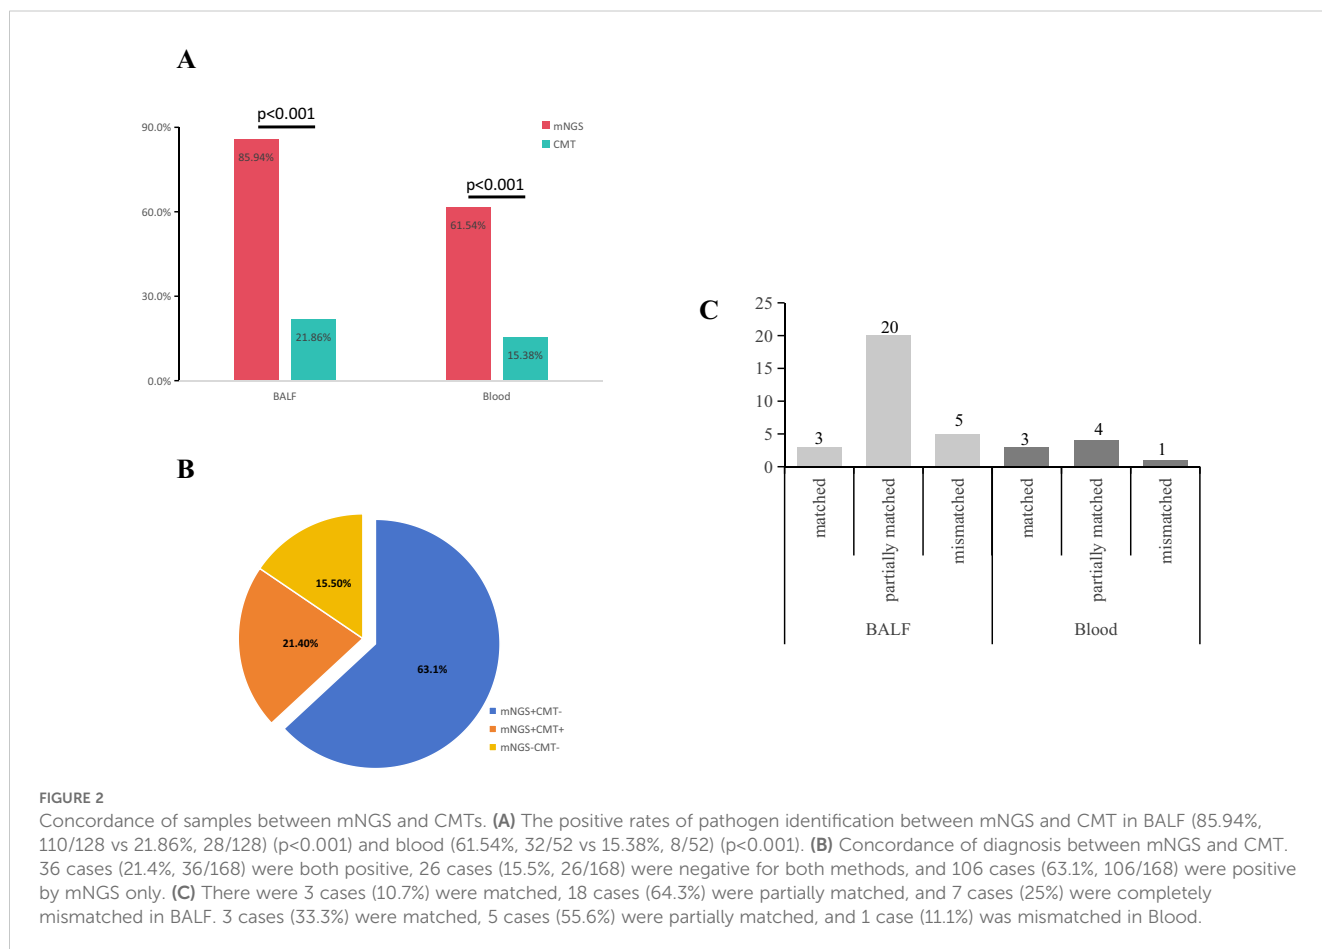 A
p<0.001
90.0%
mNGS
CMT
85.94%
p<0.001
60.0%
61.54%
30.0%
21.86%
15.38%
0.0%
BALF
Blood
B
15.50%
21.40%
63.1%
mNGS+CMT-
mNGS+CMT+
mNGS-CMT-
C
25
20
15
10
5
0
3
20
5
3
4
1
matched
partially matched
mismatched
matched
partially matched
mismatched
BALF
Blood
FIGURE 2
Concordance of samples between mNGS and CMTs. (A) The positive rates of pathogen identification between mNGS and CMT in BALF (85.94%,
110/128 vs 21.86%, 28/128) (p<0.001) and blood (61.54%, 32/52 vs 15.38%, 8/52) (p<0.001). (B) Concordance of diagnosis between mNGS and CMT.
36 cases (21.4%, 36/168) were both positive, 26 cases (15.5%, 26/168) were negative for both methods, and 106 cases (63.1%, 106/168) were positive
by mNGS only. (C) There were 3 cases (10.7%) were matched, 18 cases (64.3%) were partially matched, and 7 cases (25%) were completely
mismatched in BALF. 3 cases (33.3%) were matched, 5 cases (55.6%) were partially matched, and 1 case (11.1%) was mismatched in Blood.